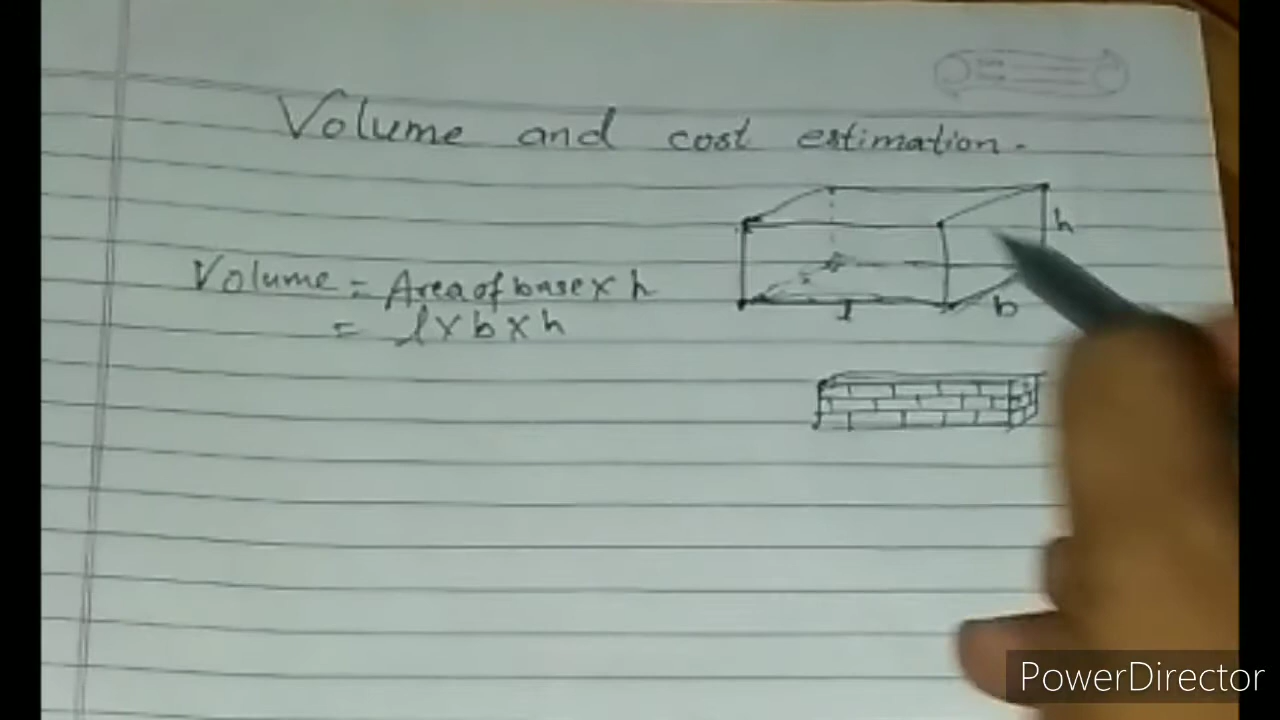 Volume and cost estimation.
h
Volume = Area of base x h
= l x b x h
l
b
PowerDirector